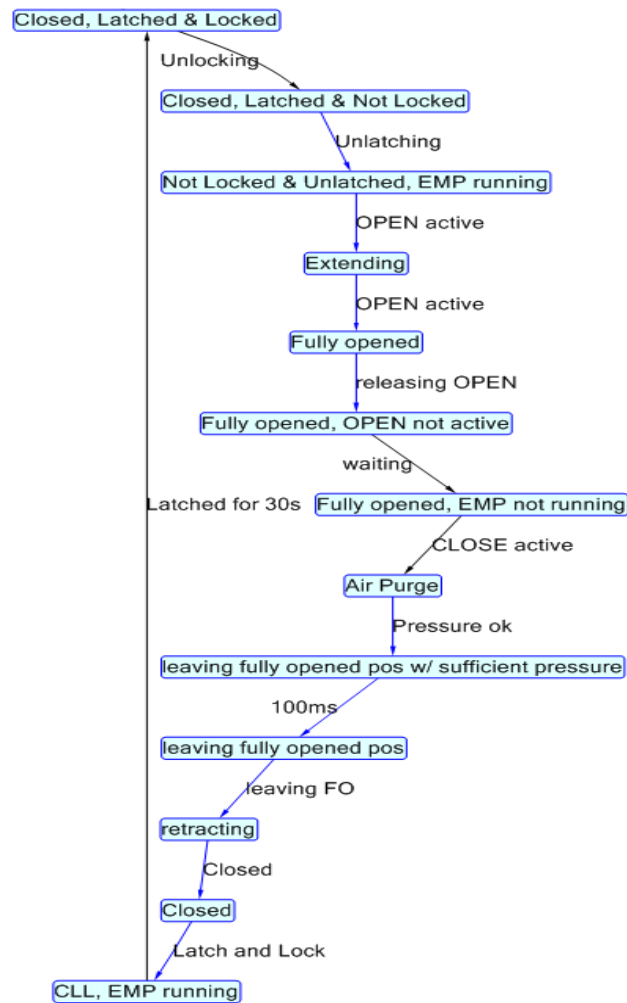 Closed, Latched & Locked
Unlocking
Closed, Latched & Not Locked
Unlatching
Not Locked & Unlatched, EMP running
OPEN active
Extending
OPEN active
Fully opened
releasing OPEN
Fully opened, OPEN not active
waiting
Latched for 30s
Fully opened, EMP not running
CLOSE active
Air Purge
Pressure ok
leaving fully opened pos w/ sufficient pressure
100ms
leaving fully opened pos
leaving FO
retracting
Closed
Closed
Latch and Lock
CLL, EMP running